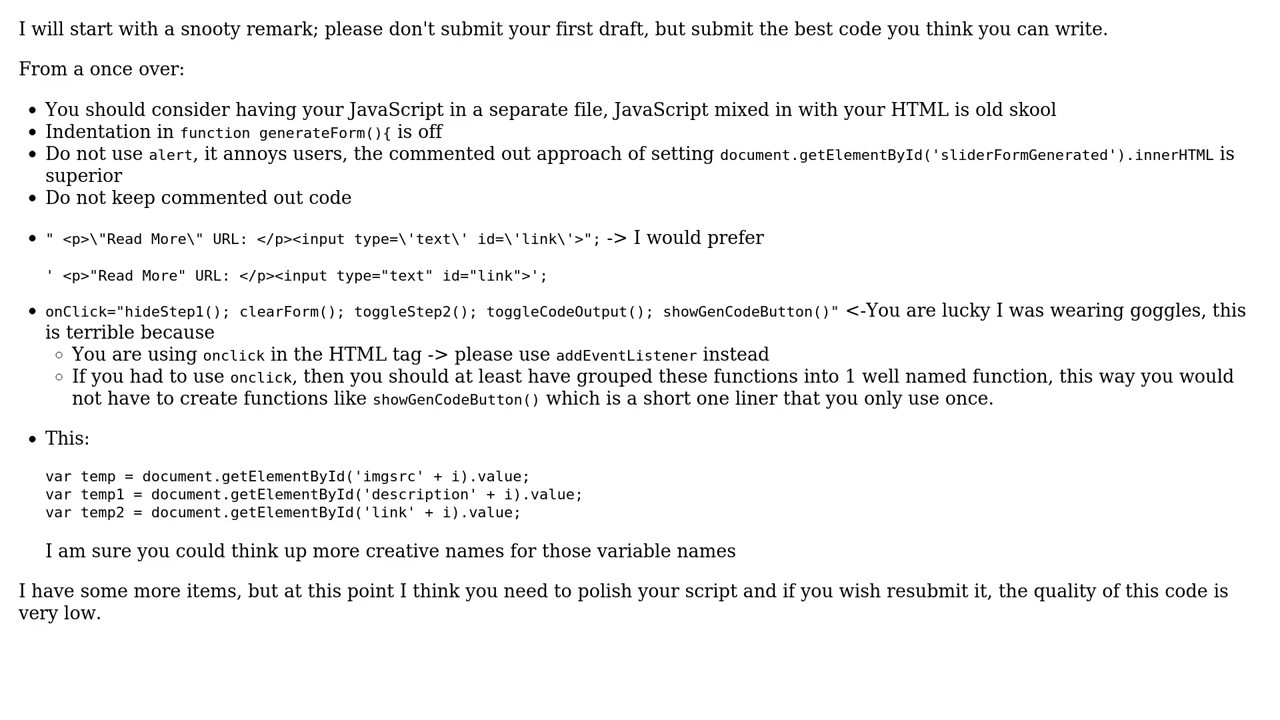 I will start with a snooty remark; please don't submit your first draft, but submit the best code you think you can write.
From a once over:
• You should consider having your JavaScript in a separate file, JavaScript mixed in with your HTML is old skool
• Indentation in function generateForm(){ is off
• Do not use alert, it annoys users, the commented out approach of setting document.getElementById('sliderFormGenerated').innerHTML is
superior
• Do not keep commented out code
• " <p>\"Read More\" URL: </p><input type=\'text\' id=\'link\'>"; -> I would prefer
' <p>"Read More" URL: </p><input type="text" id="link">';
• onClick="hideStep1(); clearForm(); toggleStep2(); toggleCodeOutput(); showGenCodeButton()" <-You are lucky I was wearing goggles, this
is terrible because
◦ You are using onclick in the HTML tag -> please use addEventListener instead
◦ If you had to use onclick, then you should at least have grouped these functions into 1 well named function, this way you would
not have to create functions like showGenCodeButton() which is a short one liner that you only use once.
• This:
var temp = document.getElementById('imgsrc' + i).value;
var temp1 = document.getElementById('description' + i).value;
var temp2 = document.getElementById('link' + i).value;
I am sure you could think up more creative names for those variable names
I have some more items, but at this point I think you need to polish your script and if you wish resubmit it, the quality of this code is
very low.